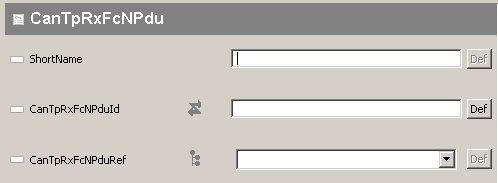 CanTpRxFcNPdu
ShortName Def
CanTpRxFcNPduId Def
CanTpRxFcNPduRef Def